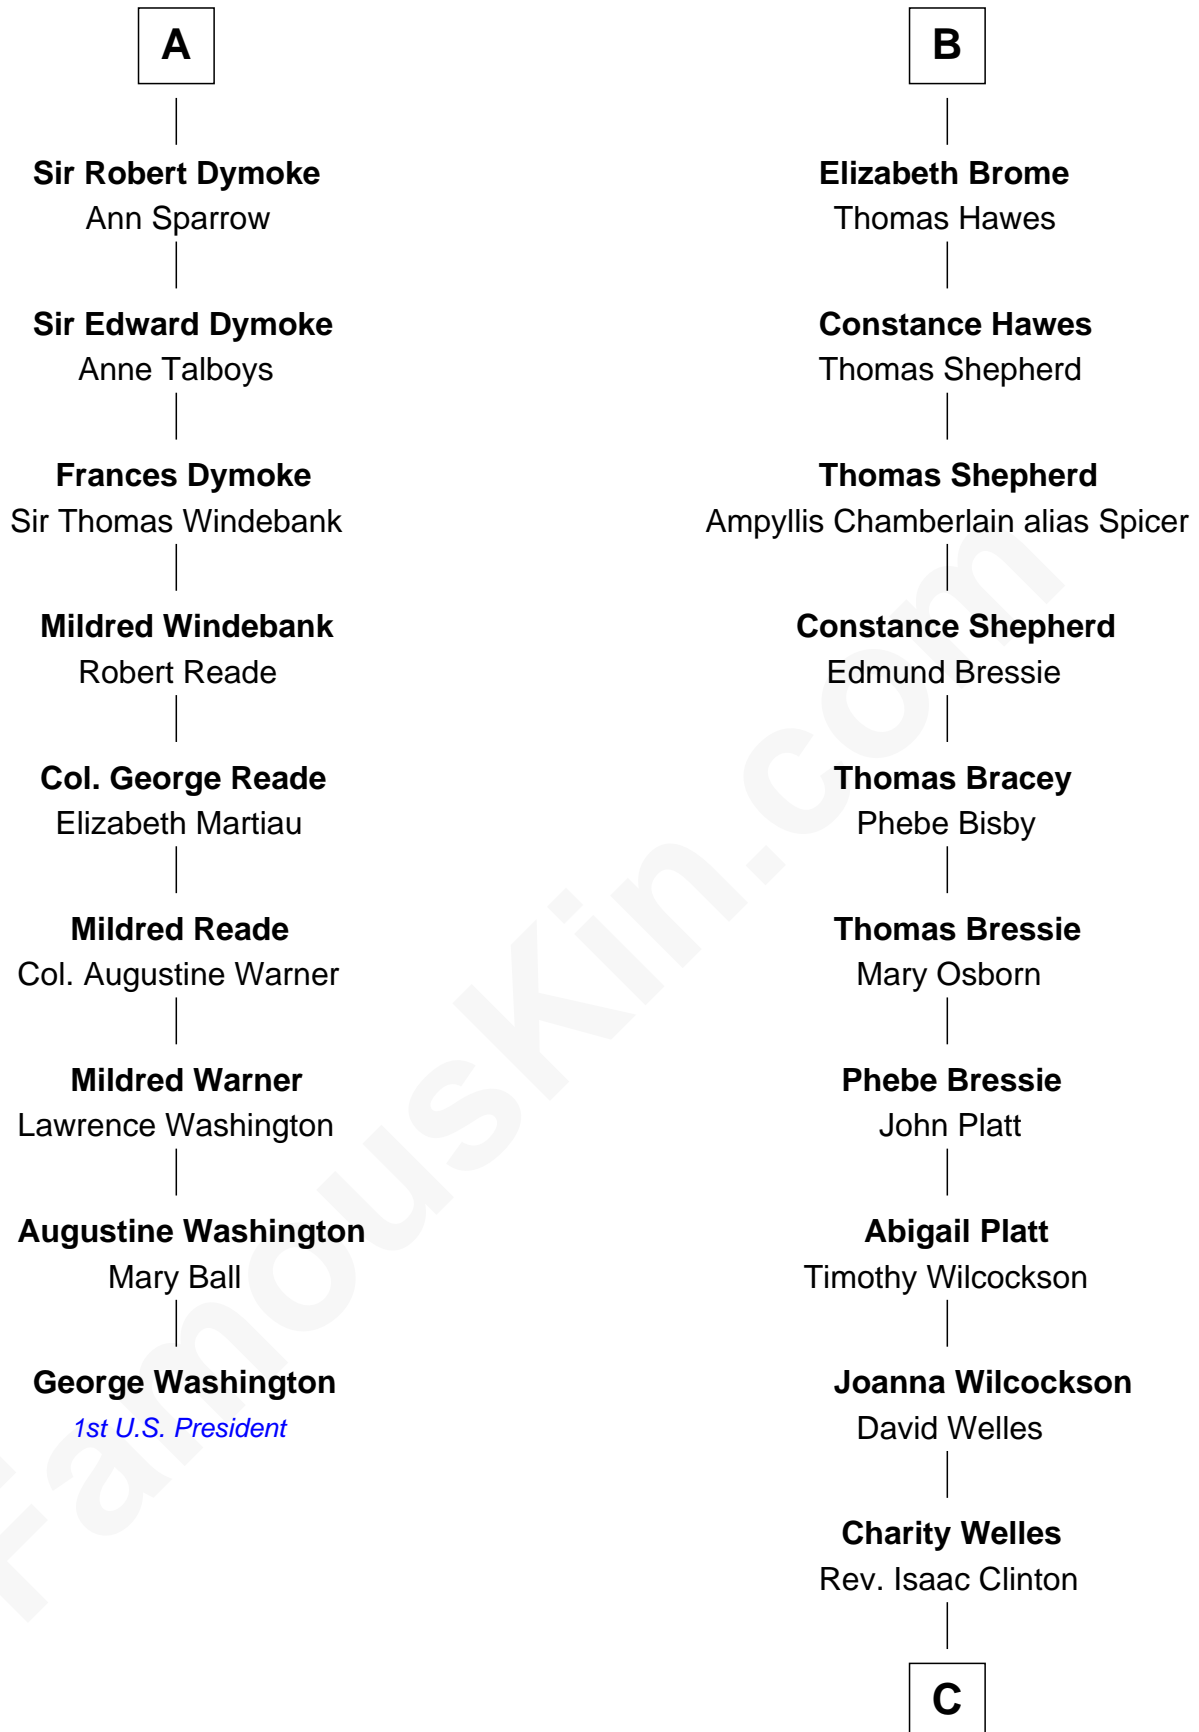 A
Sir Robert Dymoke
Ann Sparrow
Sir Edward Dymoke
Anne Talboys
Frances Dymoke
Sir Thomas Windebank
Mildred Windebank
Robert Reade
Col. George Reade
Elizabeth Martiau
Mildred Reade
Col. Augustine Warner
Mildred Warner
Lawrence Washington
Augustine Washington
Mary Ball
George Washington
1st U.S. President
B
Elizabeth Brome
Thomas Hawes
Constance Hawes
Thomas Shepherd
Thomas Shepherd
Ampyllis Chamberlain alias Spicer
Constance Shepherd
Edmund Bressie
Thomas Bracey
Phebe Bisby
Thomas Bressie
Mary Osborn
Phebe Bressie
John Platt
Abigail Platt
Timothy Wilcockson
Joanna Wilcockson
David Welles
Charity Welles
Rev. Isaac Clinton
C
FamousKin.com